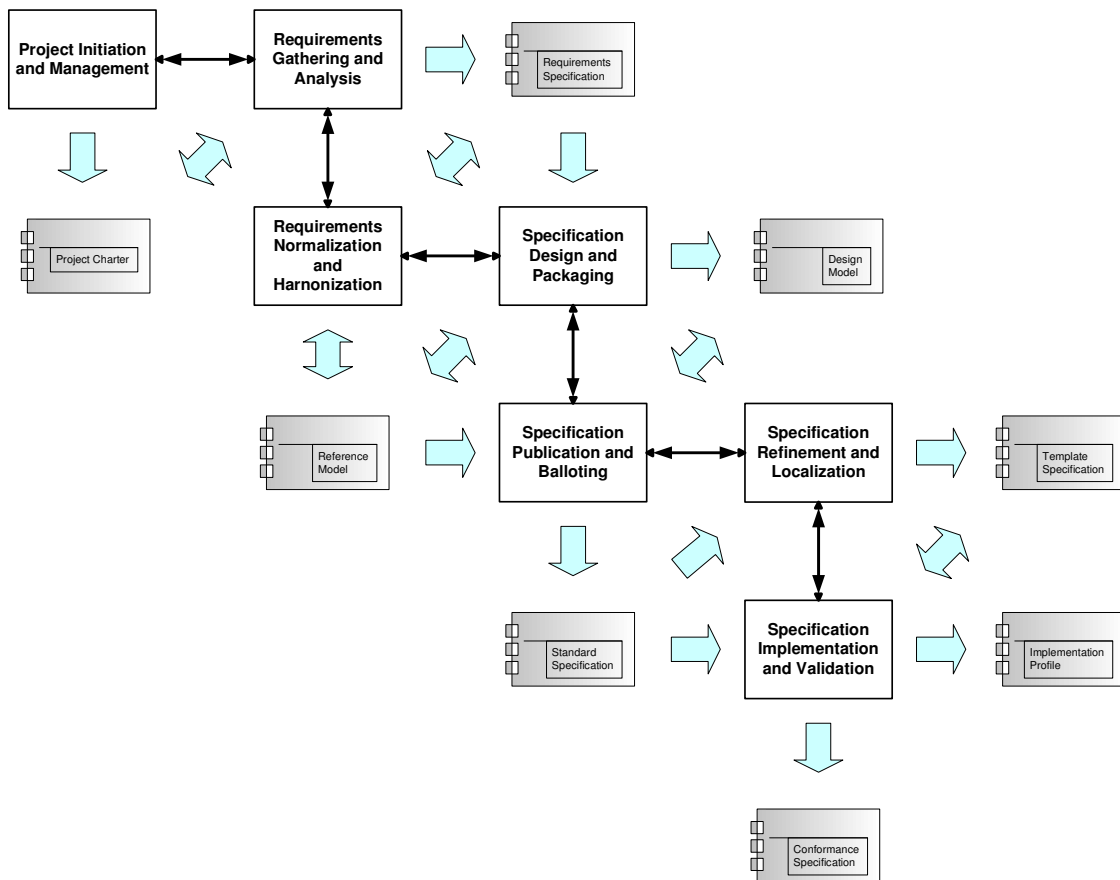 Project Initiation
and Management
Requirements
Gathering and
Analysis
Requirements
Specification
Project Charter
Requirements
Normalization
and
Harnonization
Specification
Design and
Packaging
Design
Model
Reference
Model
Specification
Publication and
Balloting
Specification
Refinement and
Localization
Template
Specification
Standard
Specification
Specification
Implementation
and Validation
Implementation
Profile
Conformance
Specification